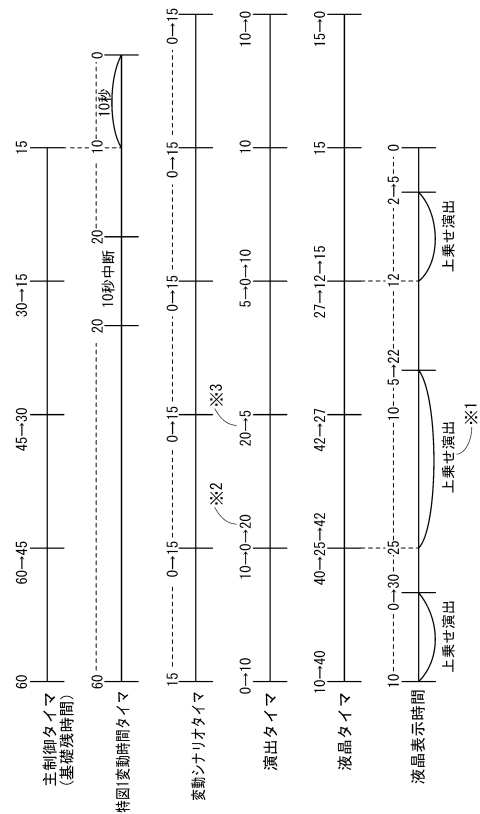 主制御タイマ
(基礎残時間)
60 60→45 45→30 30→15 15
特図1変動時間タイマ
60 20 10秒中断 20 10 10秒 0
変動シナリオタイマ
15 0→15 0→15 0→15 0→15 0→15
※2 ※3
演出タイマ
0→10 10→0→20 20→5 5→0→10 10 10→0
液晶タイマ
10→40 40→25→42 42→27 27→12→15 15 15→0
液晶表示時間
10 0→30 25 10 5→22 12 2→5 0
上乗せ演出 上乗せ演出 上乗せ演出
※1